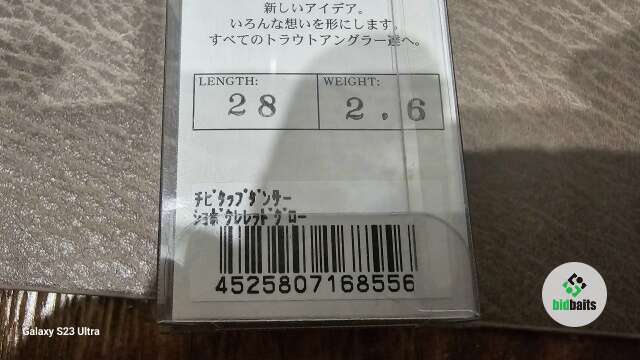 新しいアイデア。
いろんな想いを形にします。
すべてのトラウトアングラー達へ。
LENGTH: WEIGHT:
28 2.6
ﾁﾋﾞﾀｯﾌﾟﾀﾞﾝｻｰ
ｼｮﾎﾞｸﾚﾚｯﾄﾞｸﾞﾛｰ
4525807168556
bidbaits
Galaxy S23 Ultra